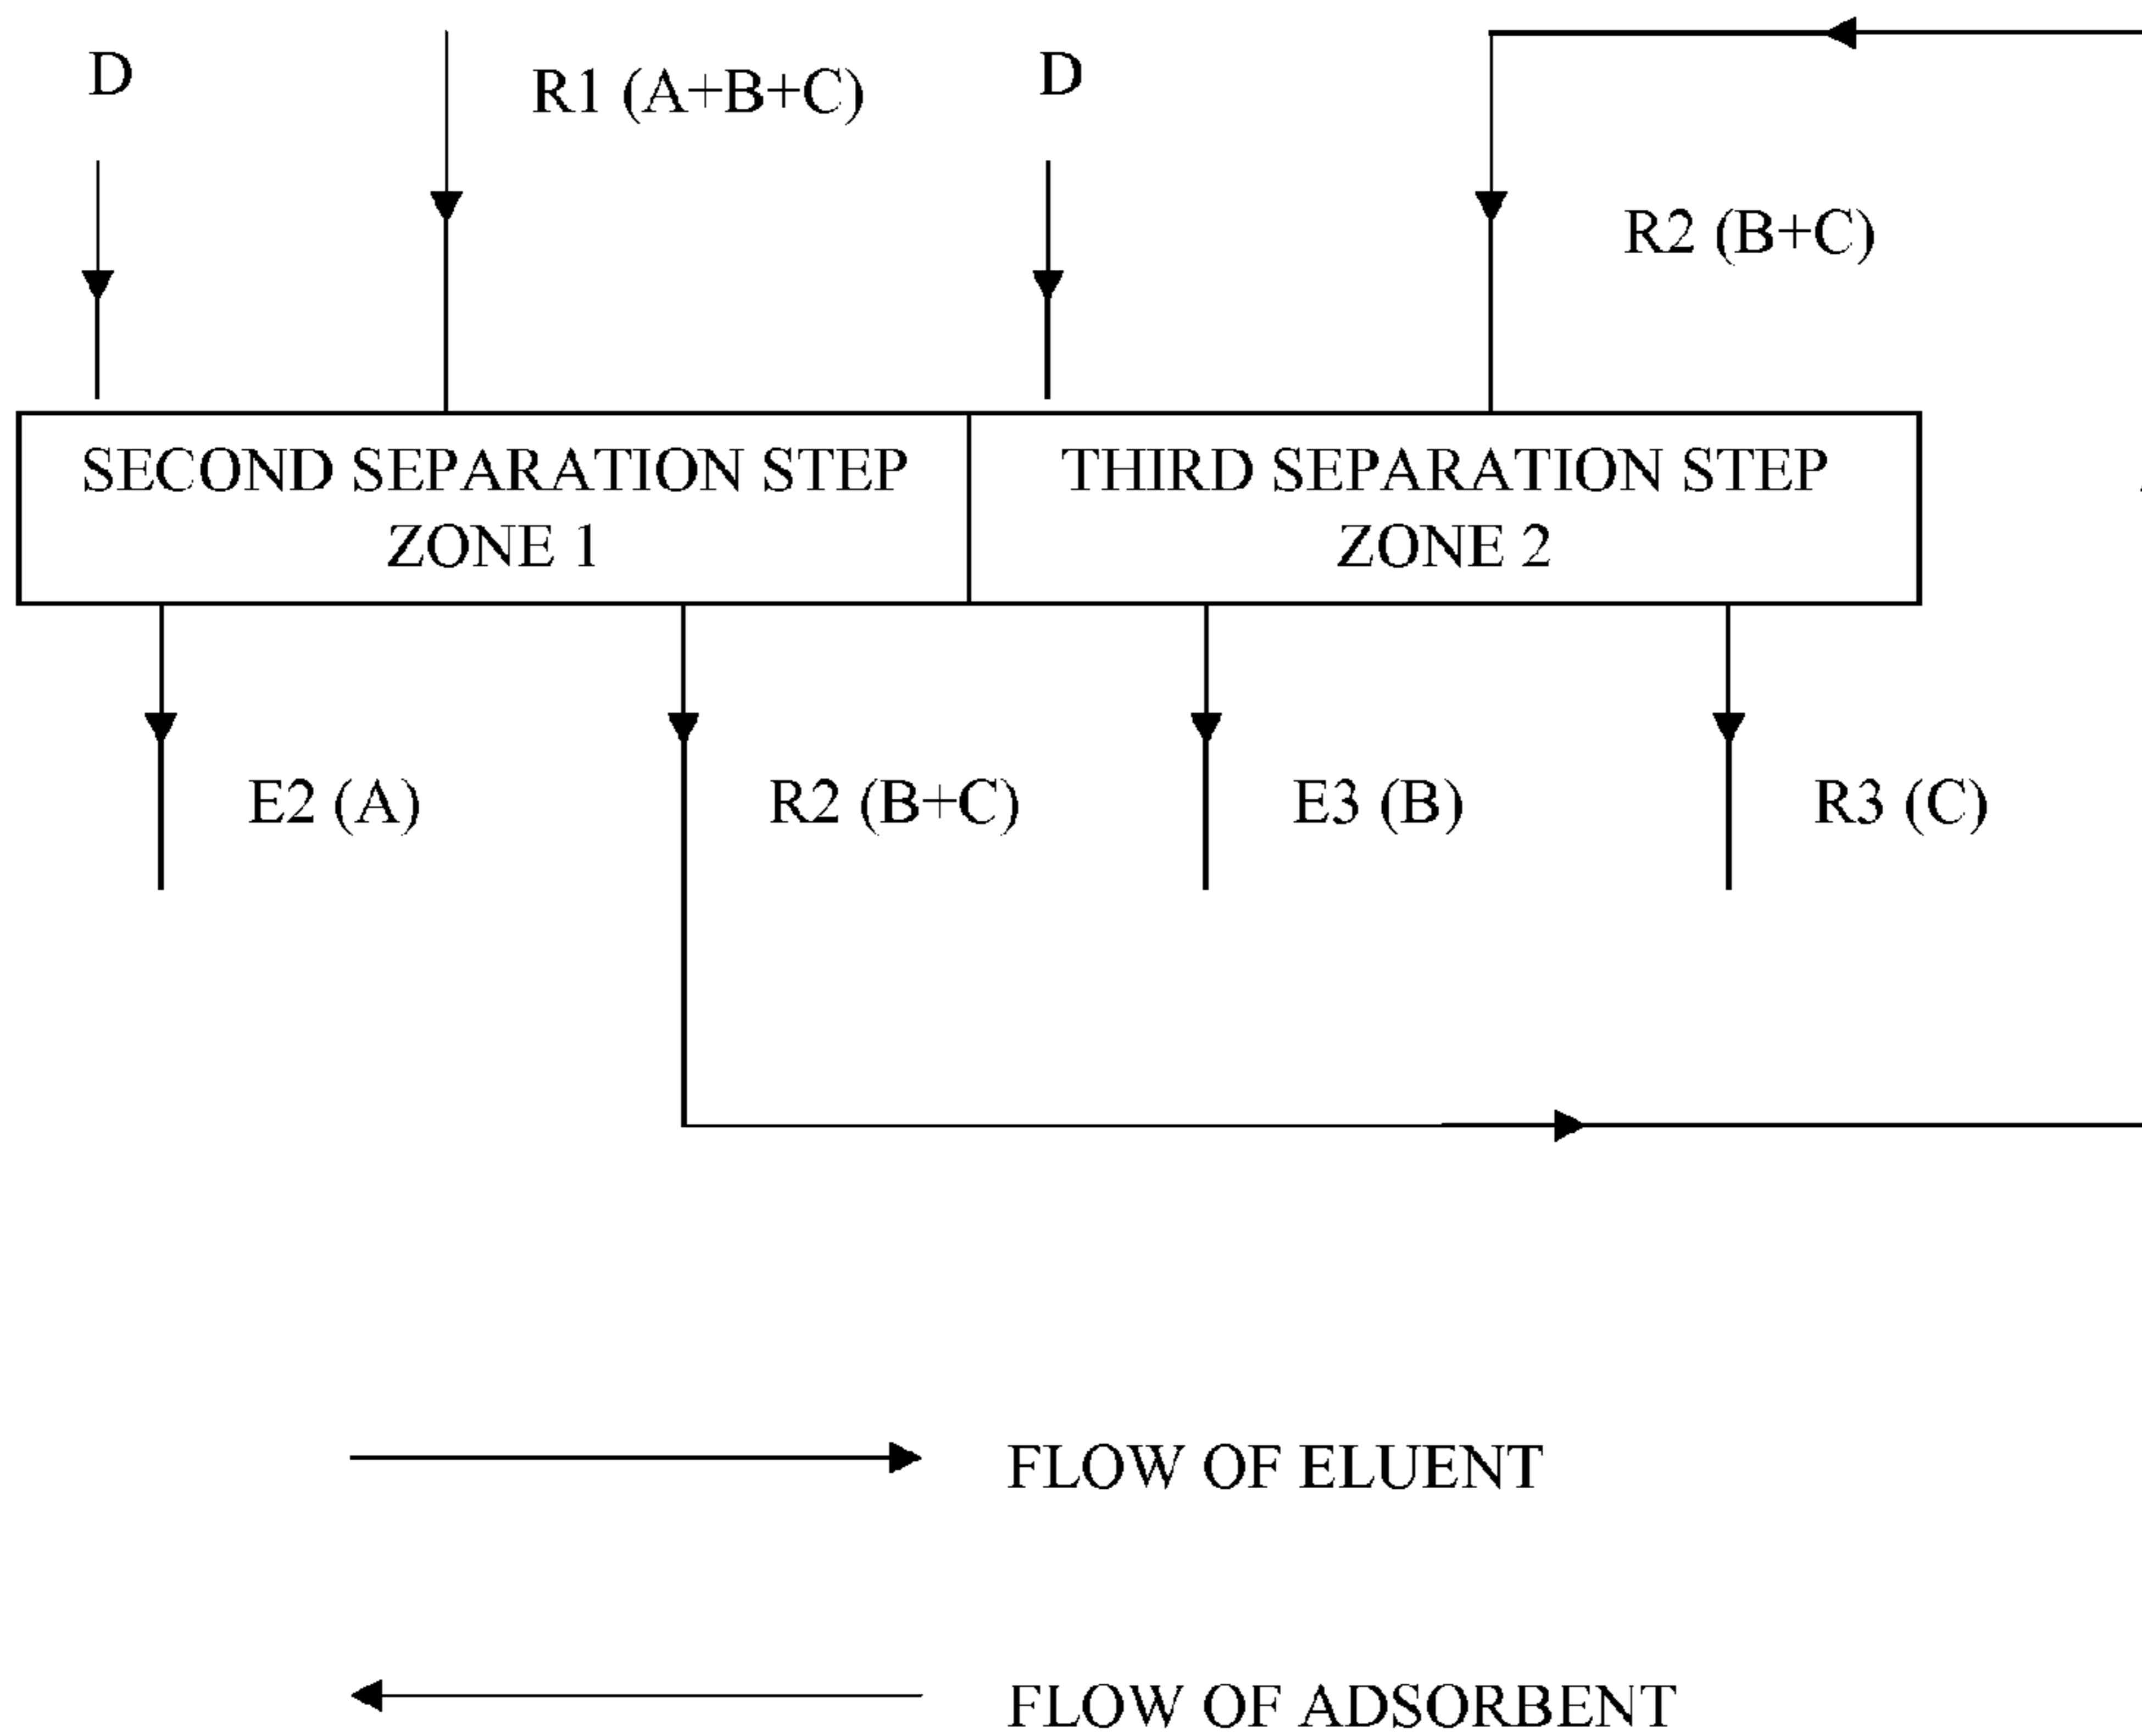 D
R1 (A+B+C)
D
R2 (B+C)
SECOND SEPARATION STEP
ZONE 1
THIRD SEPARATION STEP
ZONE 2
E2 (A)
R2 (B+C)
E3 (B)
R3 (C)
FLOW OF ELUENT
FLOW OF ADSORBENT